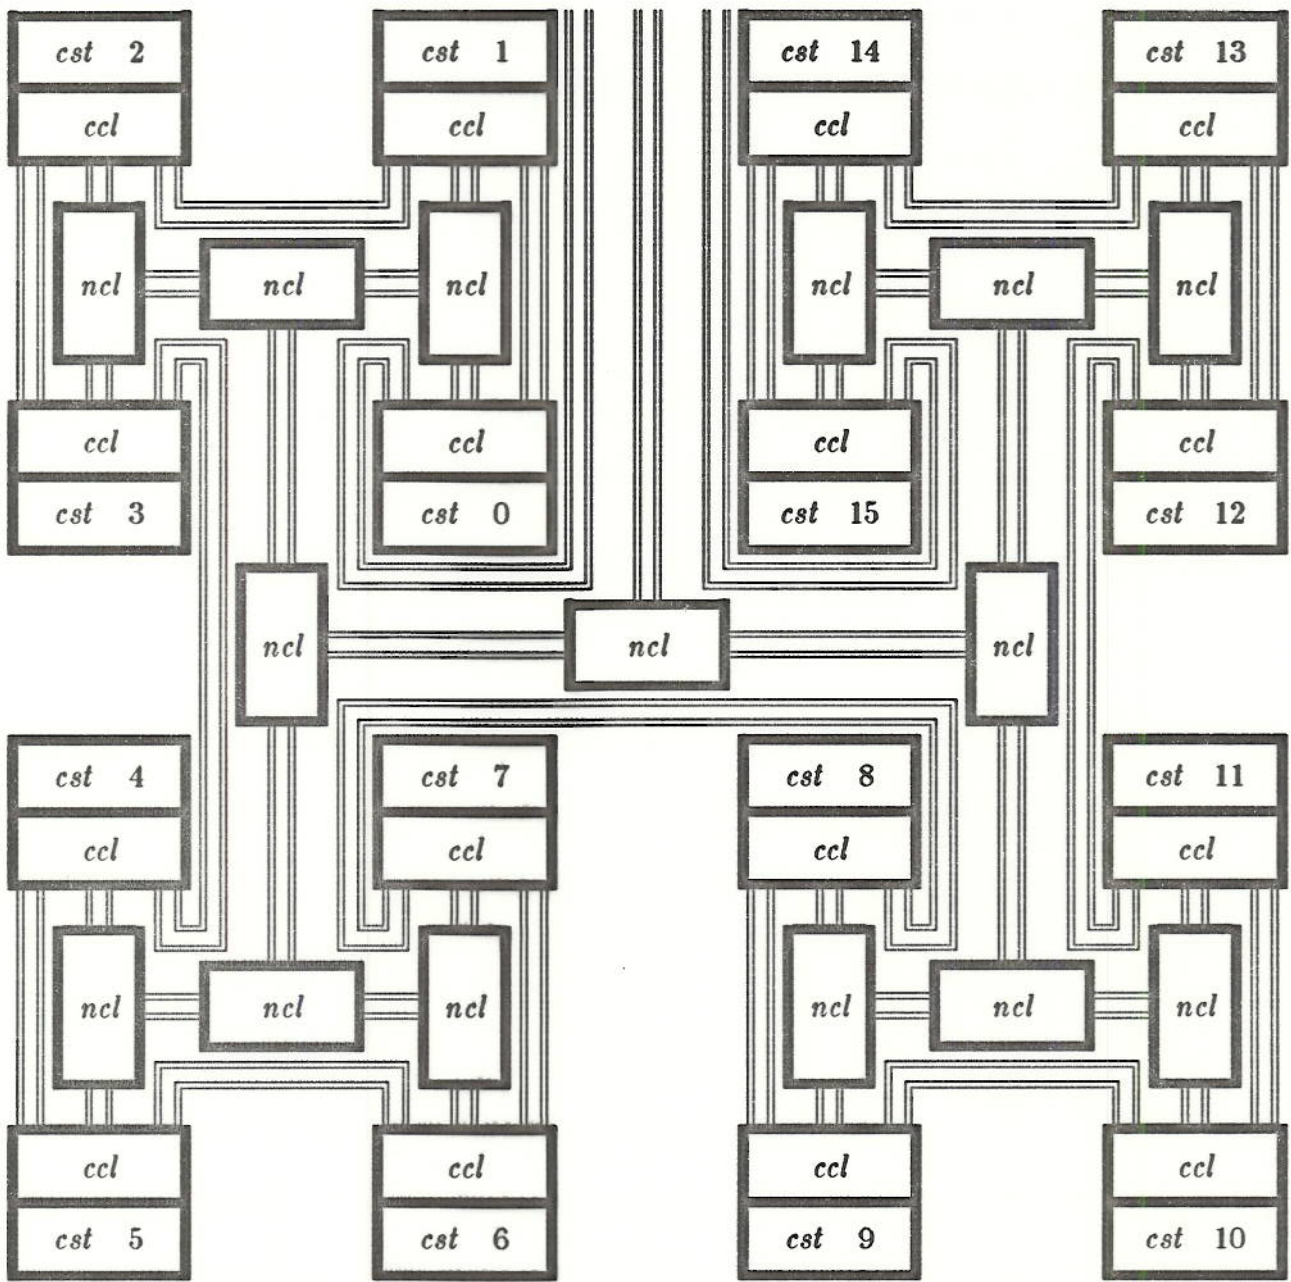 cst 2 cst 1 cst 14 cst 13
ccl ccl ccl ccl
ncl ncl ncl ncl ncl ncl
ccl ccl ccl ccl
cst 3 cst 0 cst 15 cst 12
ncl ncl ncl
cst 4 cst 7 cst 8 cst 11
ccl ccl ccl ccl
ncl ncl ncl ncl ncl ncl
ccl ccl ccl ccl
cst 5 cst 6 cst 9 cst 10